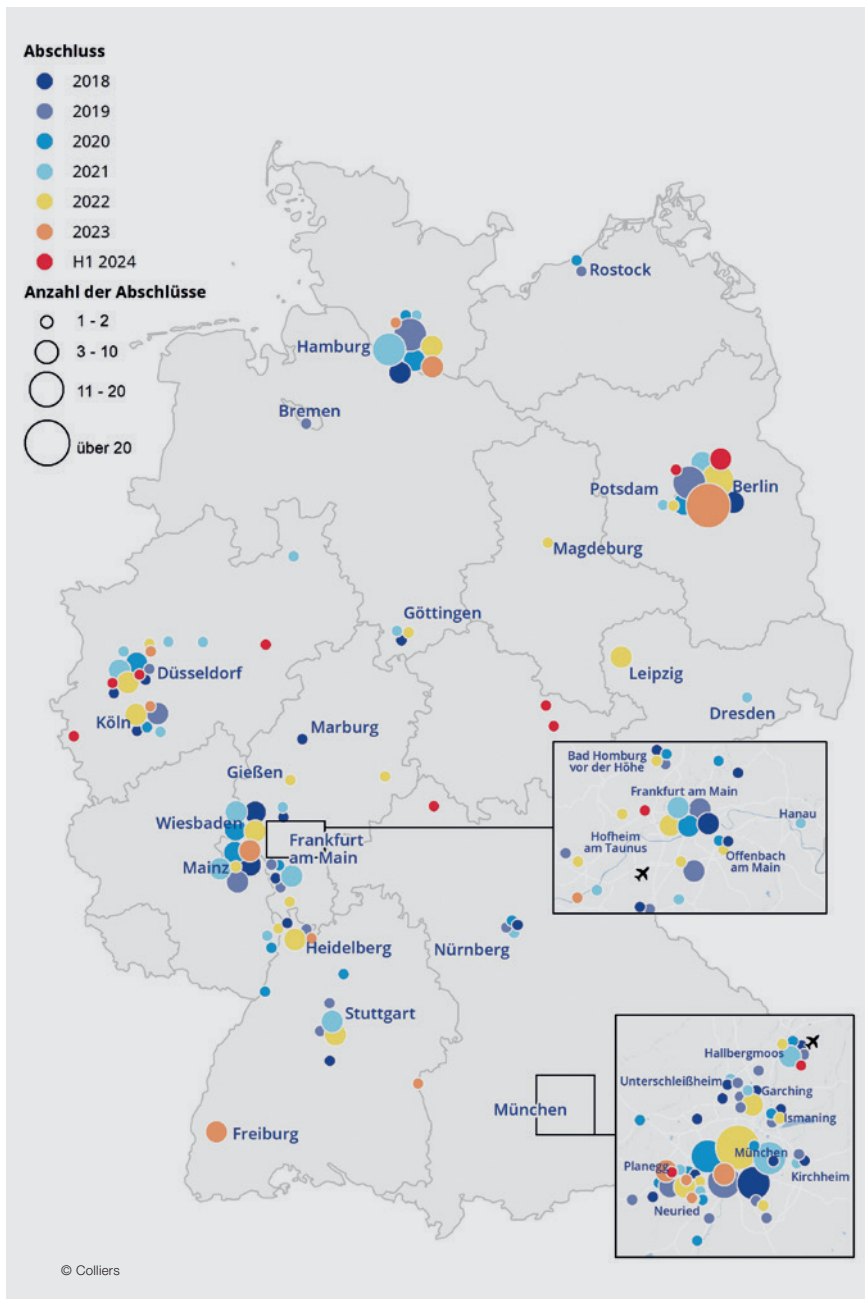 Abschluss
2018
2019
2020
2021
2022
2023
H1 2024
Anzahl der Abschlüsse
1 - 2
3 - 10
11 - 20
über 20
Rostock
Hamburg
Bremen
Potsdam
Berlin
Magdeburg
Göttingen
Düsseldorf
Leipzig
Köln
Dresden
Marburg
Gießen
Wiesbaden
Frankfurt
am Main
Mainz
Bad Homburg
vor der Höhe
Frankfurt am Main
Hanau
Hofheim
am Taunus
Offenbach
am Main
Heidelberg
Nürnberg
Stuttgart
München
Freiburg
Hallbergmoos
Unterschleißheim
Garching
Ismaning
München
Planegg
Kirchheim
Neuried
© Colliers